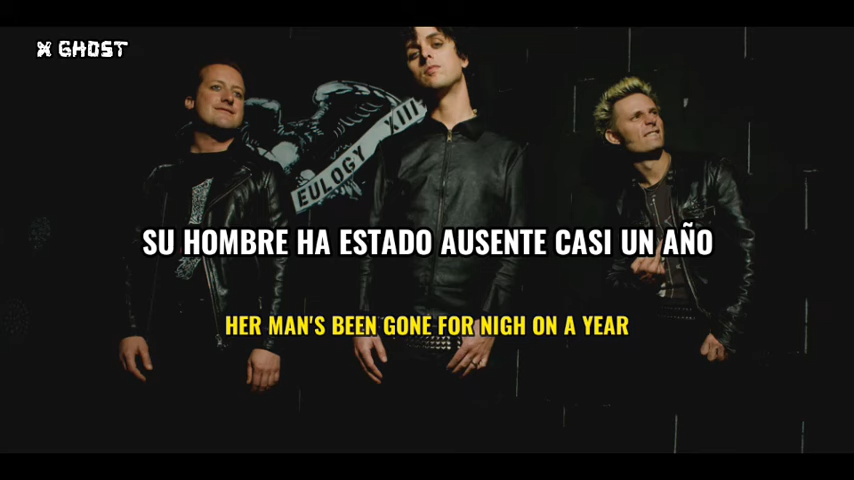 X GHOST
EULOGY XIII
SU HOMBRE HA ESTADO AUSENTE CASI UN AÑO
HER MAN'S BEEN GONE FOR NIGH ON A YEAR